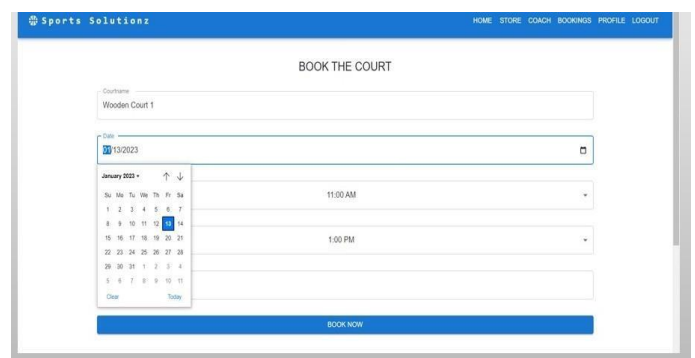 Sports Solutionz
HOME STORE COACH BOOKINGS PROFILE LOGOUT
BOOK THE COURT
Courtname
Wooden Court 1
Date
01/13/2023
January 2023
Su Mo Tu We Th Fr Sa
1 2 3 4 5 6 7
8 9 10 11 12 13 14
15 16 17 18 19 20 21
22 23 24 25 26 27 28
29 30 31 1 2 3 4
5 6 7 8 9 10 11
Clear Today
11:00 AM
1:00 PM
BOOK NOW